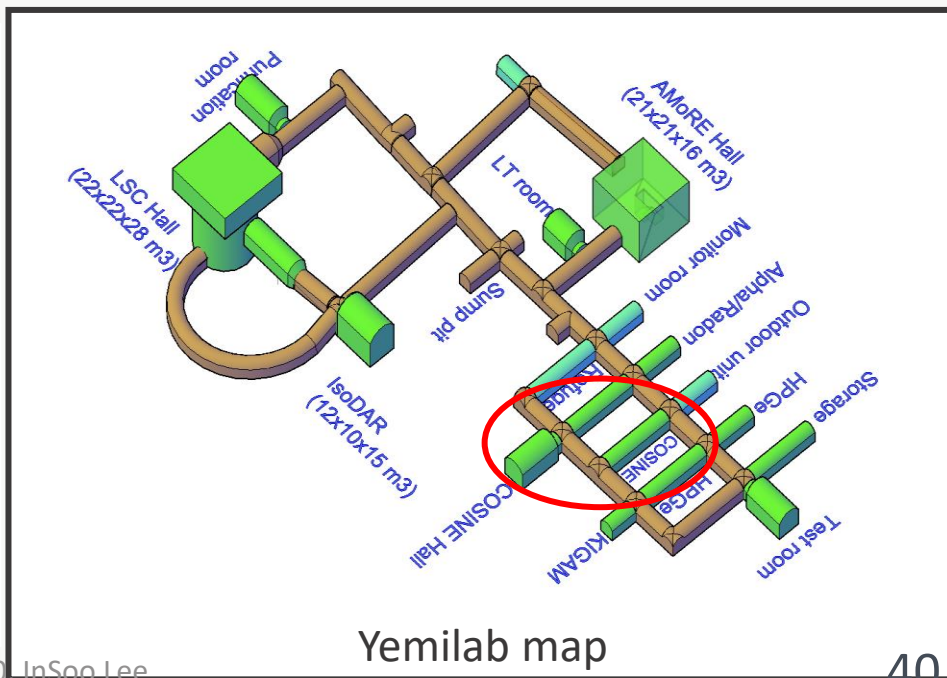 Purification
room
AMoRE Hall
(21x21x16 m3)
LSC Hall
(22x22x28 m3)
LT room
Monitor room
Alpha/Radon
Outdoor unit
Sump pit
Refuge
HPGe
Storage
IsoDAR
(12x10x15 m3)
COSINE
COSINE Hall
HPGe
KIGAM
Test room
Yemilab map
InSoo Lee
40